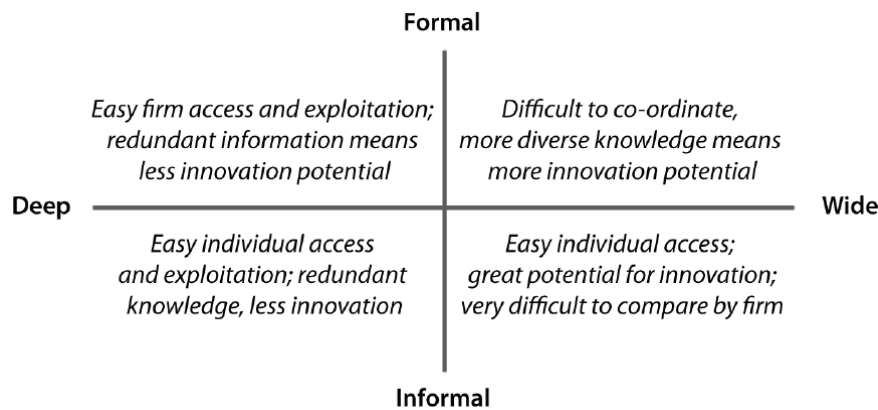 Formal
Easy firm access and exploitation;
redundant information means
less innovation potential
Difficult to co-ordinate,
more diverse knowledge means
more innovation potential
Deep
Wide
Easy individual access
and exploitation; redundant
knowledge, less innovation
Easy individual access;
great potential for innovation;
very difficult to compare by firm
Informal